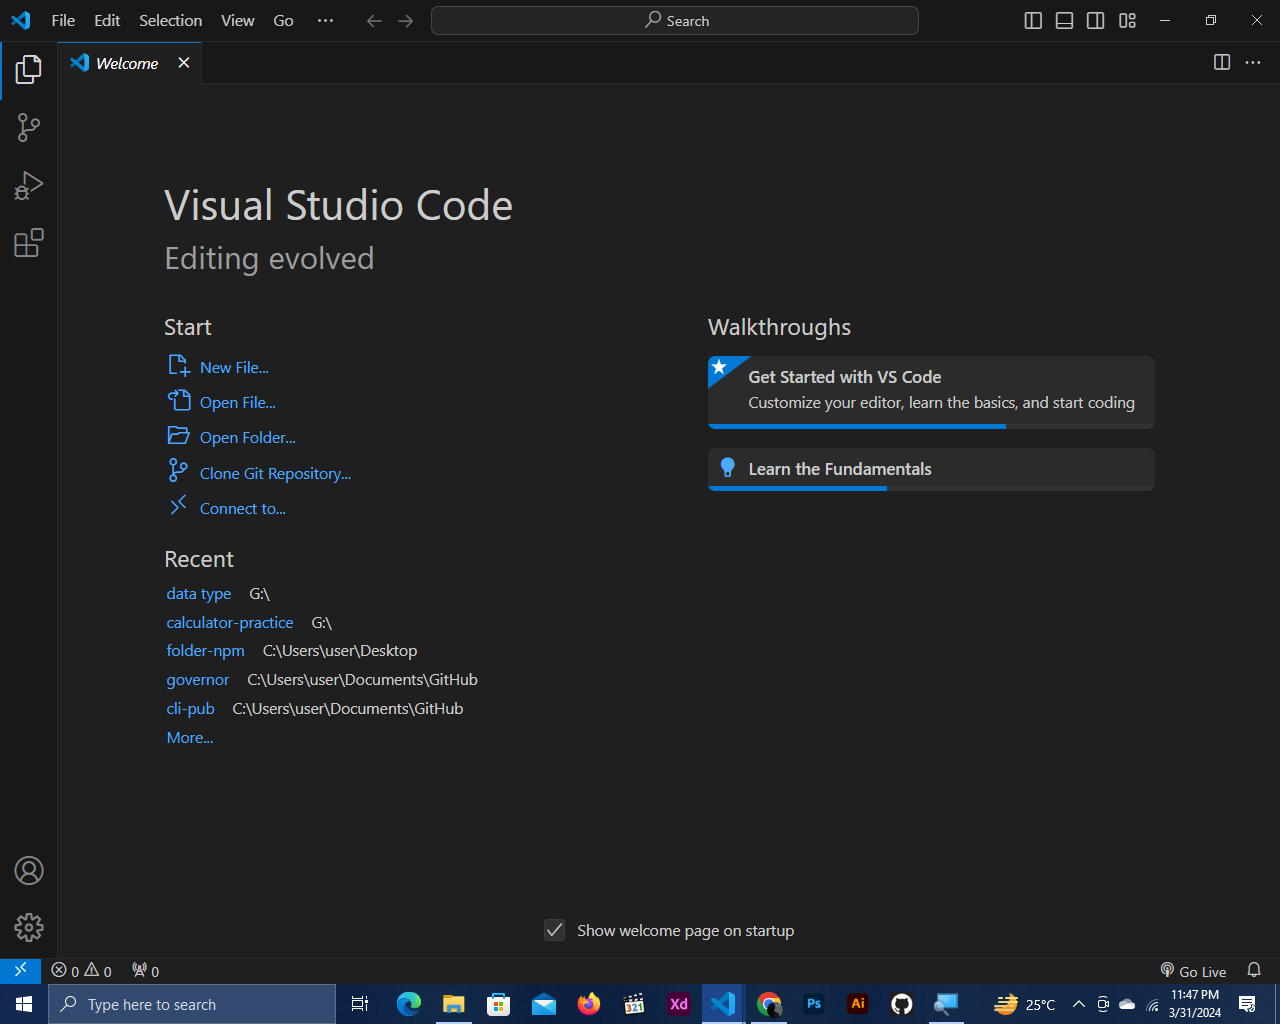 File Edit Selection View Go
Search
Welcome
Visual Studio Code
Editing evolved
Start
New File...
Open File...
Open Folder...
Clone Git Repository...
Connect to...
Walkthroughs
Get Started with VS Code
Customize your editor, learn the basics, and start coding
Learn the Fundamentals
Recent
data type G:\
calculator-practice G:\
folder-npm C:\Users\user\Desktop
governor C:\Users\user\Documents\GitHub
cli-pub C:\Users\user\Documents\GitHub
More...
Show welcome page on startup
0 0 0
Go Live
Type here to search
321
Xd
Ps
Ai
25°C
11:47 PM
3/31/2024